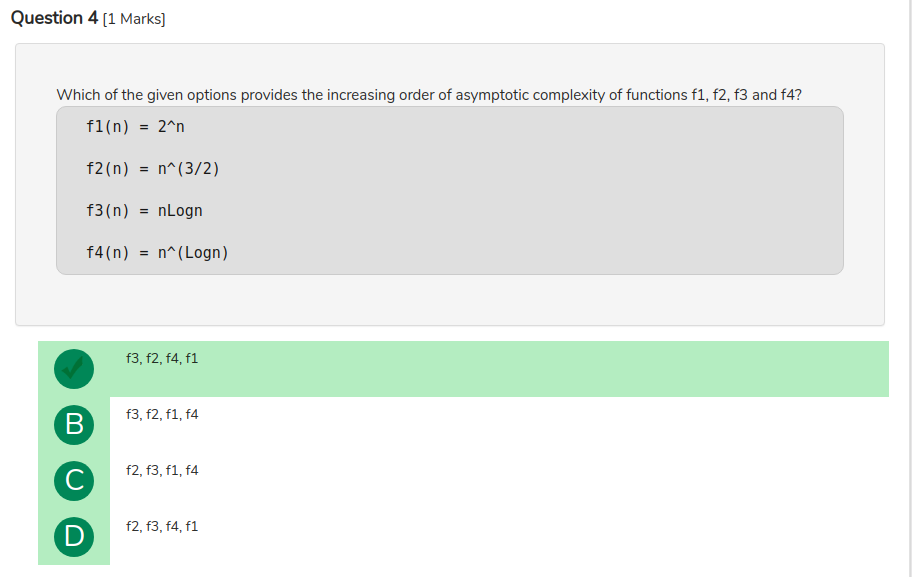 Question 4 [1 Marks]
Which of the given options provides the increasing order of asymptotic complexity of functions f1, f2, f3 and f4?
f1(n) = 2^n
f2(n) = n^(3/2)
f3(n) = nLogn
f4(n) = n^(Logn)
f3, f2, f4, f1
B f3, f2, f1, f4
C f2, f3, f1, f4
D f2, f3, f4, f1